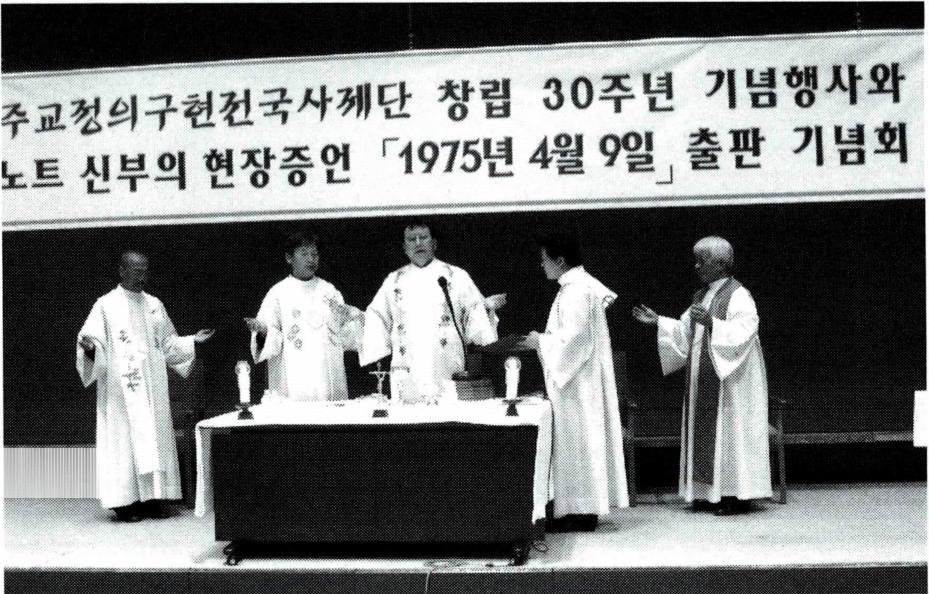 주교정의구현전국사제단 창립 30주년 기념행사와
노트 신부의 현장증언 「1975년 4월 9일」 출판 기념회